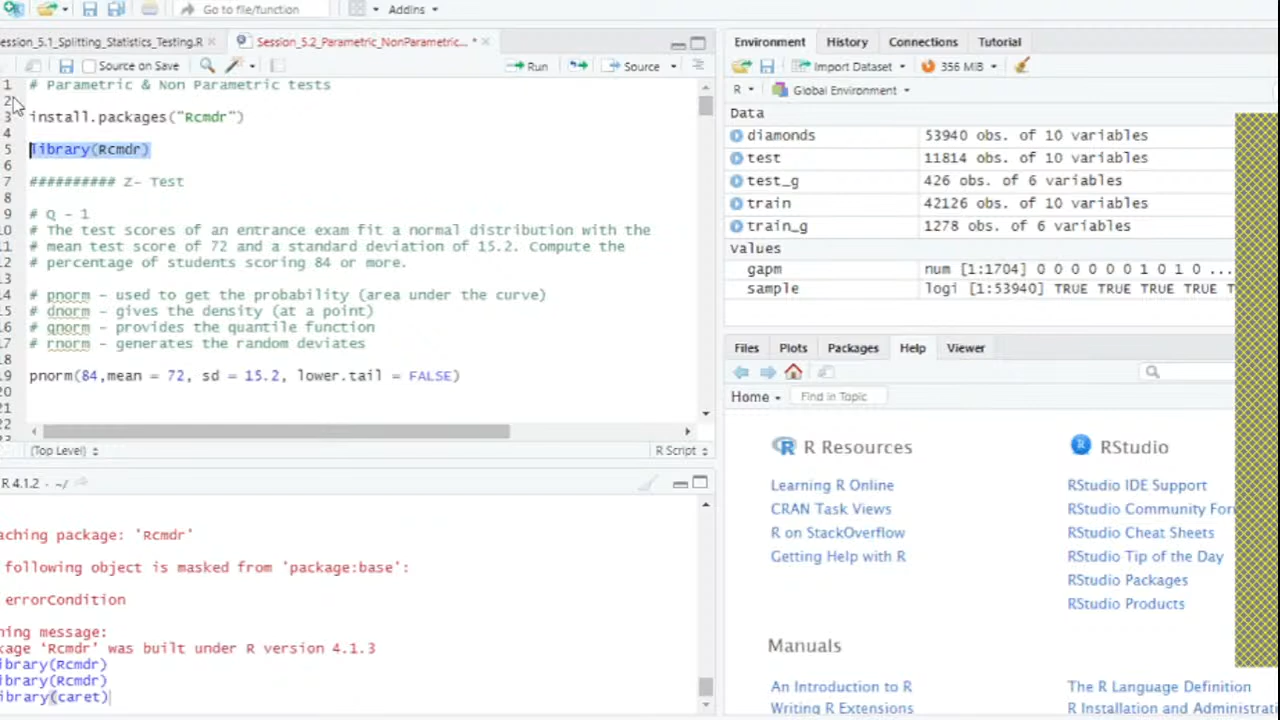 Go to file/function
Addins
ession_5.1_Splitting_Statistics_Testing.R
Session_5.2_Parametric_NonParametric...*
Source on Save
Run
Source
1 # Parametric & Non Parametric tests
2
3 install.packages("Rcmdr")
4
5 library(Rcmdr)
6
7 ########## Z- Test
8
9 # Q - 1
10 # The test scores of an entrance exam fit a normal distribution with the
11 # mean test score of 72 and a standard deviation of 15.2. Compute the
12 # percentage of students scoring 84 or more.
13
14 # pnorm - used to get the probability (area under the curve)
15 # dnorm - gives the density (at a point)
16 # qnorm - provides the quantile function
17 # rnorm - generates the random deviates
18
19 pnorm(84,mean = 72, sd = 15.2, lower.tail = FALSE)
20
21
22
(Top Level)
R Script
R 4.1.2 - ~/
aching package: 'Rcmdr'
following object is masked from 'package:base':
errorCondition
ning message:
kage 'Rcmdr' was built under R version 4.1.3
ibrary(Rcmdr)
ibrary(Rcmdr)
ibrary(caret)
Environment
History
Connections
Tutorial
Import Dataset
356 MiB
R
Global Environment
Data
diamonds 53940 obs. of 10 variables
test 11814 obs. of 10 variables
test_g 426 obs. of 6 variables
train 42126 obs. of 10 variables
train_g 1278 obs. of 6 variables
Values
gapm num [1:1704] 0 0 0 0 0 0 1 0 1 0 ...
sample logi [1:53940] TRUE TRUE TRUE TRUE T
Files
Plots
Packages
Help
Viewer
Home
Find in Topic
R Resources
Learning R Online
CRAN Task Views
R on StackOverflow
Getting Help with R
RStudio
RStudio IDE Support
RStudio Community For
RStudio Cheat Sheets
RStudio Tip of the Day
RStudio Packages
RStudio Products
Manuals
An Introduction to R
Writing R Extensions
The R Language Definition
R Installation and Administrat